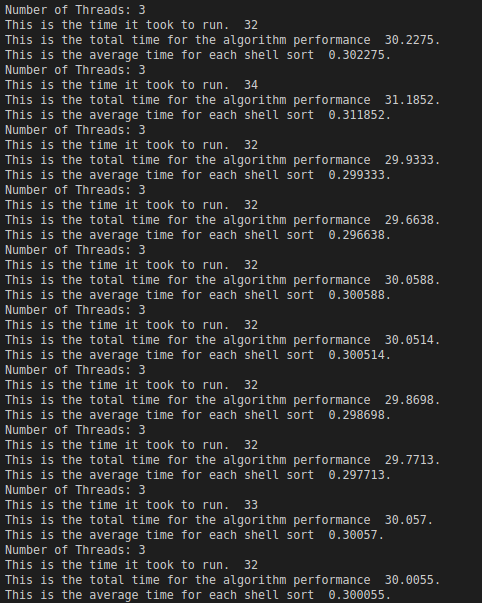 Number of Threads: 3
This is the time it took to run.  32
This is the total time for the algorithm performance  30.2275.
This is the average time for each shell sort  0.302275.
Number of Threads: 3
This is the time it took to run.  34
This is the total time for the algorithm performance  31.1852.
This is the average time for each shell sort  0.311852.
Number of Threads: 3
This is the time it took to run.  32
This is the total time for the algorithm performance  29.9333.
This is the average time for each shell sort  0.299333.
Number of Threads: 3
This is the time it took to run.  32
This is the total time for the algorithm performance  29.6638.
This is the average time for each shell sort  0.296638.
Number of Threads: 3
This is the time it took to run.  32
This is the total time for the algorithm performance  30.0588.
This is the average time for each shell sort  0.300588.
Number of Threads: 3
This is the time it took to run.  32
This is the total time for the algorithm performance  30.0514.
This is the average time for each shell sort  0.300514.
Number of Threads: 3
This is the time it took to run.  32
This is the total time for the algorithm performance  29.8698.
This is the average time for each shell sort  0.298698.
Number of Threads: 3
This is the time it took to run.  32
This is the total time for the algorithm performance  29.7713.
This is the average time for each shell sort  0.297713.
Number of Threads: 3
This is the time it took to run.  33
This is the total time for the algorithm performance  30.057.
This is the average time for each shell sort  0.30057.
Number of Threads: 3
This is the time it took to run.  32
This is the total time for the algorithm performance  30.0055.
This is the average time for each shell sort  0.300055.